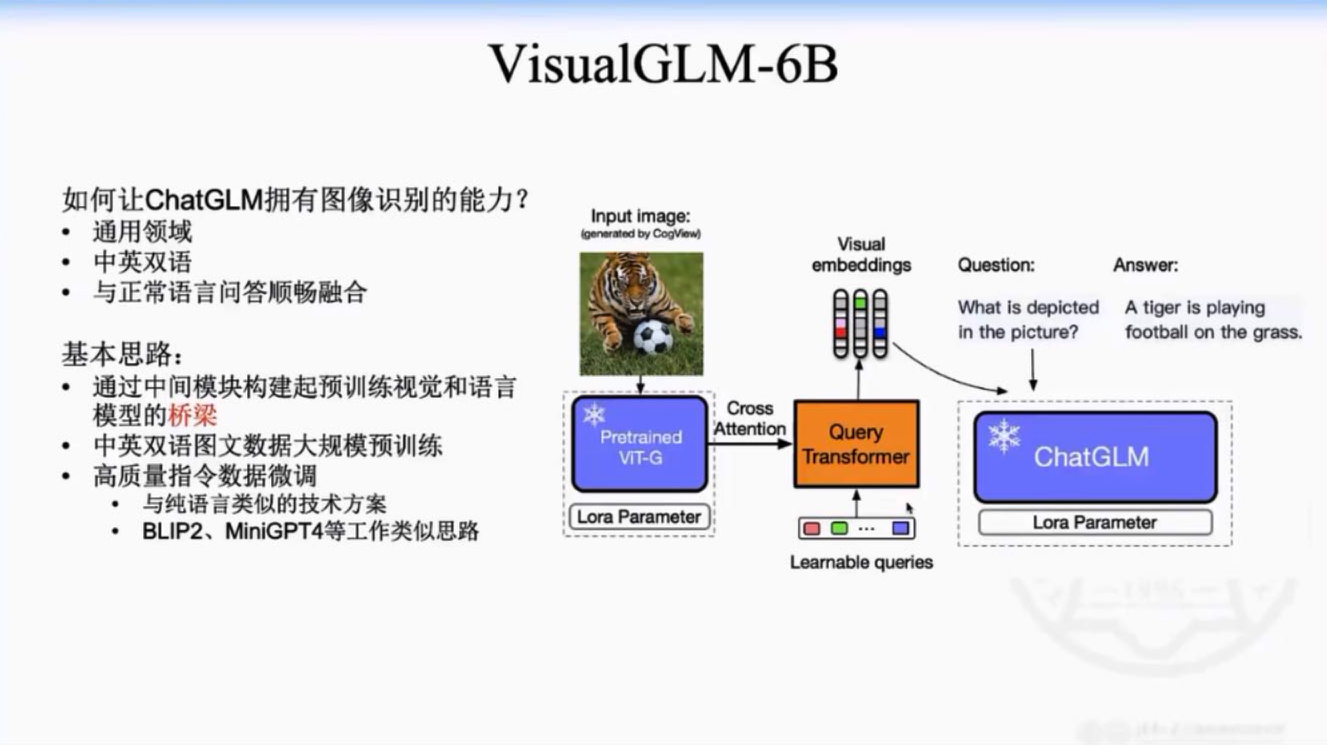 VisualGLM-6B
如何让ChatGLM拥有图像识别的能力？
• 通用领域
• 中英双语
• 与正常语言问答顺畅融合
基本思路：
• 通过中间模块构建起预训练视觉和语言
模型的桥梁
• 中英双语图文数据大规模预训练
• 高质量指令数据微调
• 与纯语言类似的技术方案
• BLIP2、MiniGPT4等工作类似思路
Input image:
(generated by CogView)
Pretrained
ViT-G
Lora Parameter
Cross
Attention
Visual
embeddings
Query
Transformer
...
Learnable queries
Question:
What is depicted
in the picture?
Answer:
A tiger is playing
football on the grass.
ChatGLM
Lora Parameter